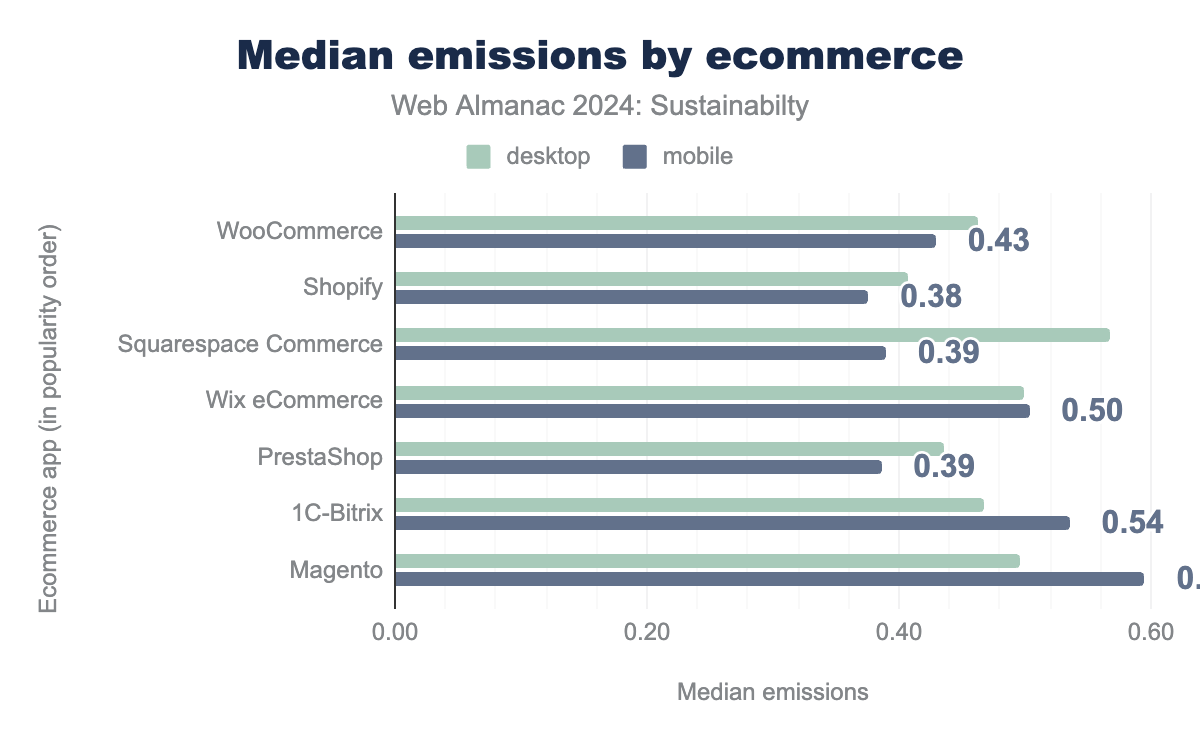 Median emissions by ecommerce
Web Almanac 2024: Sustainabilty
desktop mobile
Ecommerce app (in popularity order)
WooCommerce 0.43
Shopify 0.38
Squarespace Commerce 0.39
Wix eCommerce 0.50
PrestaShop 0.39
1C-Bitrix 0.54
Magento 0.
0.00 0.20 0.40 0.60
Median emissions